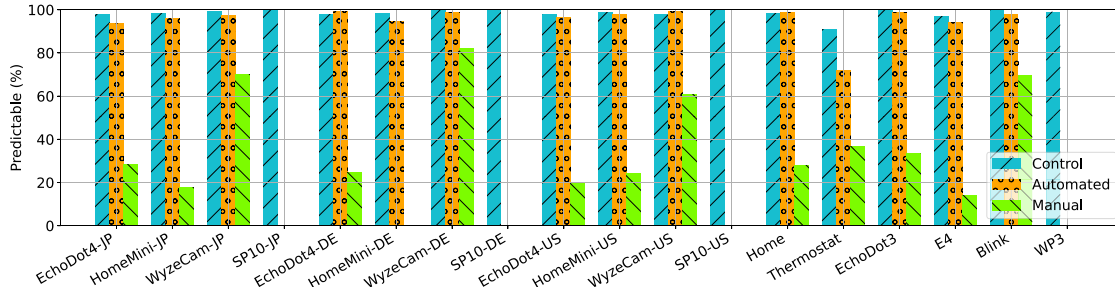 Predictable (%)
100
80
60
40
20
0
Control
Automated
Manual
EchoDot4-JP
HomeMini-JP
WyzeCam-JP
SP10-JP
EchoDot4-DE
HomeMini-DE
WyzeCam-DE
SP10-DE
EchoDot4-US
HomeMini-US
WyzeCam-US
SP10-US
Home
Thermostat
EchoDot3
E4
Blink
WP3